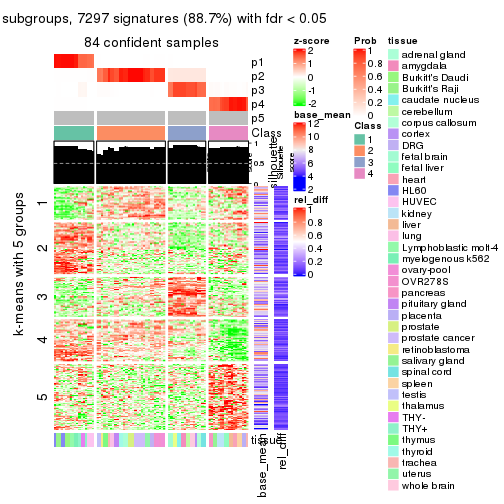 subgroups, 7297 signatures (88.7%) with fdr < 0.05
84 confident samples
k-means with 5 groups
1
2
3
4
5
p1
p2
p3
p4
p5
Class
1
0.5
0
silhouette
score
tissue
base_mean
rel_diff
z-score
2
1
0
-1
-2
base_mean
12
10
8
6
4
2
rel_diff
1
0.8
0.6
0.4
0.2
0
Prob
1
0.8
0.6
0.4
0.2
0
Class
1
2
3
4
tissue
adrenal gland
amygdala
Burkitt's Daudi
Burkitt's Raji
caudate nucleus
cerebellum
corpus callosum
cortex
DRG
fetal brain
fetal liver
heart
HL60
HUVEC
kidney
liver
lung
Lymphoblastic molt-4
myelogenous k562
ovary-pool
OVR278S
pancreas
pituitary gland
placenta
prostate
prostate cancer
retinoblastoma
salivary gland
spinal cord
spleen
testis
thalamus
THY-
THY+
thymus
thyroid
trachea
uterus
whole brain